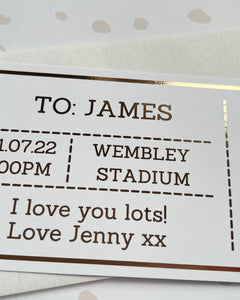 TO: JAMES
1.07.22
00PM
WEMBLEY
STADIUM
I love you lots!
Love Jenny xx